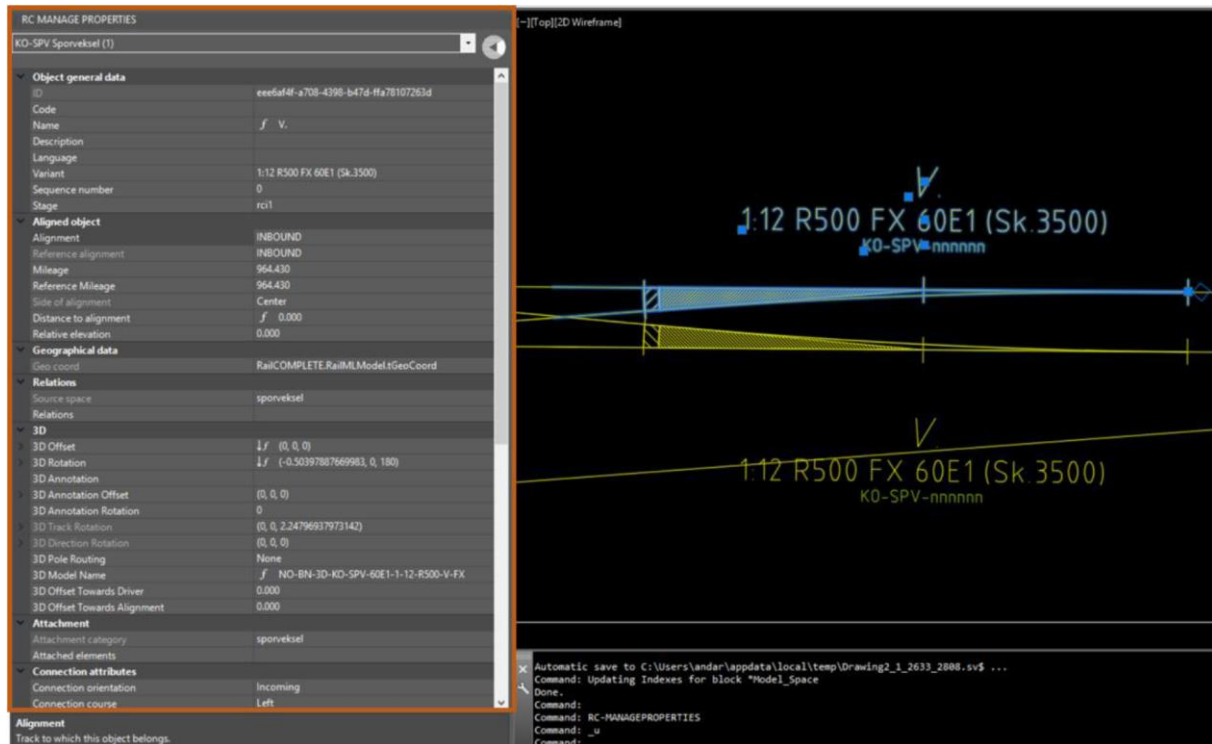 RC MANAGE PROPERTIES
KO-SPV Sporveksel (1)
Object general data
ID eee6af4f-a708-4398-b47d-ffa78107263d
Code
Name f V.
Description
Language
Variant 1:12 R500 FX 60E1 (Sk.3500)
Sequence number 0
Stage rci1
Aligned object
Alignment INBOUND
Reference alignment INBOUND
Mileage 964.430
Reference Mileage 964.430
Side of alignment Center
Distance to alignment f 0.000
Relative elevation 0.000
Geographical data
Geo coord RailCOMPLETE.RailMLModel.tGeoCoord
Relations
Source space sporveksel
Relations
3D
3D Offset ↓f (0, 0, 0)
3D Rotation ↓f (-0.50397887669983, 0, 180)
3D Annotation
3D Annotation Offset (0, 0, 0)
3D Annotation Rotation 0
3D Track Rotation (0, 0, 2.24796937973142)
3D Direction Rotation (0, 0, 0)
3D Pole Routing None
3D Model Name f NO-BN-3D-KO-SPV-60E1-1-12-R500-V-FX
3D Offset Towards Driver 0.000
3D Offset Towards Alignment 0.000
Attachment
Attachment category sporveksel
Attached elements
Connection attributes
Connection orientation Incoming
Connection course Left
Alignment
Track to which this object belongs.
[−][Top][2D Wireframe]
V.
1:12 R500 FX 60E1 (Sk.3500)
KO-SPV-nnnnnn
V.
1:12 R500 FX 60E1 (Sk.3500)
KO-SPV-nnnnnn
Automatic save to C:\Users\andar\appdata\local\temp\Drawing2_1_2633_2808.sv$ ...
Command: Updating Indexes for block *Model_Space
Done.
Command:
Command: RC-MANAGEPROPERTIES
Command: _u
Command: